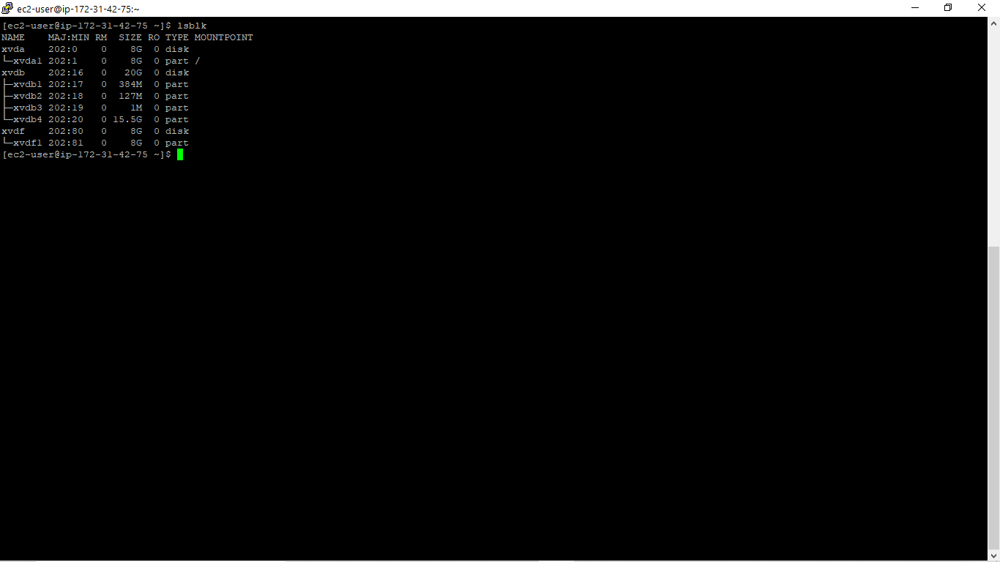 ec2-user@ip-172-31-42-75:~
[ec2-user@ip-172-31-42-75 ~]$ lsblk
NAME    MAJ:MIN RM  SIZE RO TYPE MOUNTPOINT
xvda    202:0    0    8G  0 disk
└─xvda1 202:1    0    8G  0 part /
xvdb    202:16   0   20G  0 disk
├─xvdb1 202:17   0  384M  0 part
├─xvdb2 202:18   0  127M  0 part
├─xvdb3 202:19   0    1M  0 part
└─xvdb4 202:20   0 15.5G  0 part
xvdf    202:80   0    8G  0 disk
└─xvdf1 202:81   0    8G  0 part
[ec2-user@ip-172-31-42-75 ~]$